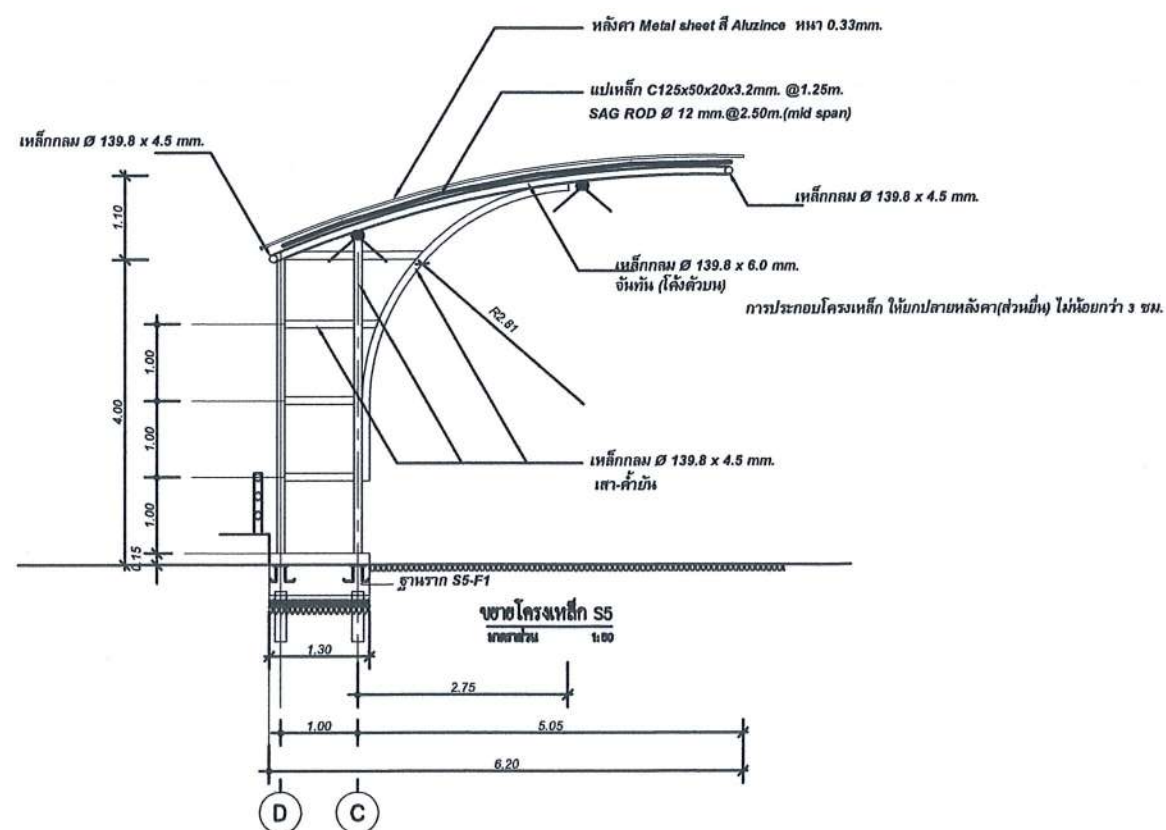 หลังคา Metal sheet สี Aluzince หนา 0.33mm.
แปเหล็ก C125x50x20x3.2mm. @1.25m.
SAG ROD Ø 12 mm.@2.50m.(mid span)
เหล็กกลม Ø 139.8 x 4.5 mm.
เหล็กกลม Ø 139.8 x 4.5 mm.
1.10
เหล็กกลม Ø 139.8 x 6.0 mm.
จันทัน (โค้งตัวบน)
การประกอบโครงเหล็ก ให้ยกปลายหลังคา(ส่วนยื่น) ไม่น้อยกว่า 3 ซม.
R2.81
4.00
1.00
1.00
1.00
0.15
เหล็กกลม Ø 139.8 x 4.5 mm.
เสา-ค้ำยัน
ฐานราก S5-F1
ขยายโครงเหล็ก S5
มาตราส่วน 1:60
1.30
2.75
1.00
5.05
6.20
D
C